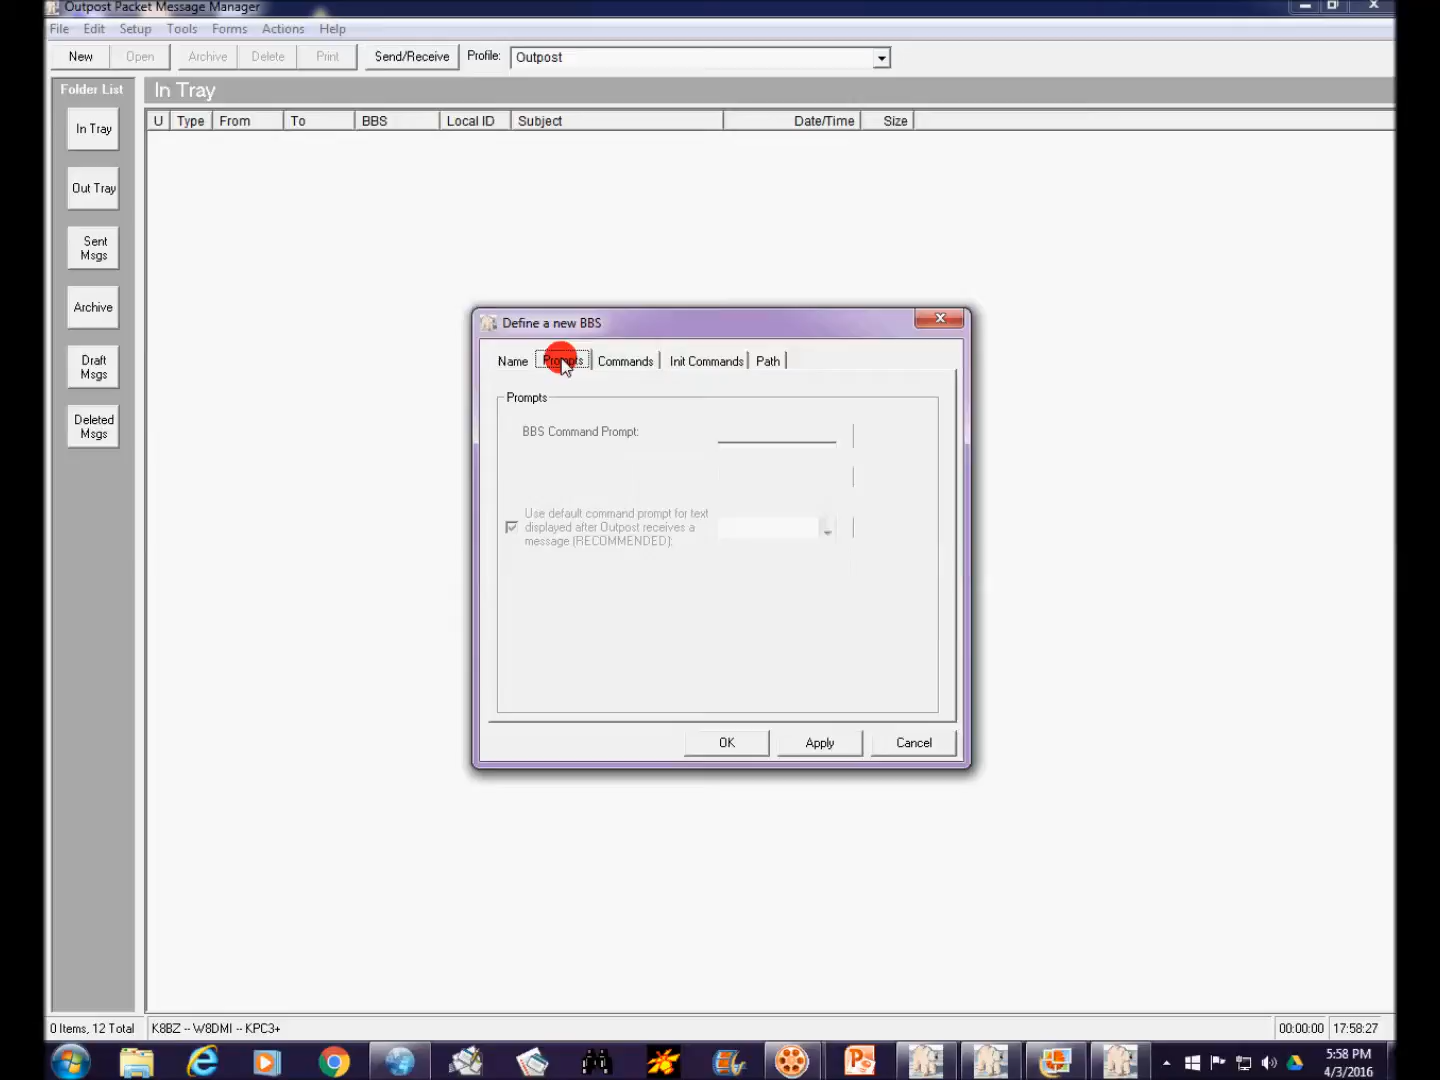 Outpost Packet Message Manager
File Edit Setup Tools Forms Actions Help
New Open Archive Delete Print Send/Receive Profile: Outpost
Folder List In Tray
U Type From To BBS Local ID Subject Date/Time Size
In Tray
Out Tray
Sent
Msgs
Archive
Draft
Msgs
Deleted
Msgs
Define a new BBS
Name Prompts Commands Init Commands Path
Prompts
BBS Command Prompt:
Use default command prompt for text
displayed after Outpost receives a
message (RECOMMENDED):
OK Apply Cancel
0 Items, 12 Total K8BZ -- W8DMI -- KPC3+ 00:00:00 17:58:27
5:58 PM
4/3/2016